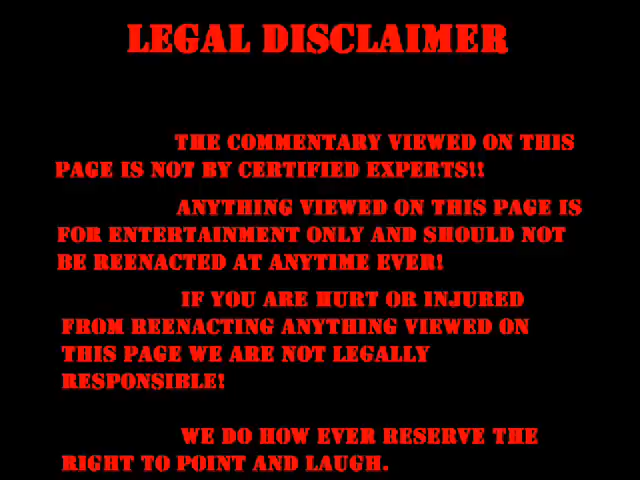 LEGAL DISCLAIMER
THE COMMENTARY VIEWED ON THIS
PAGE IS NOT BY CERTIFIED EXPERTS!!
ANYTHING VIEWED ON THIS PAGE IS
FOR ENTERTAINMENT ONLY AND SHOULD NOT
BE REENACTED AT ANYTIME EVER!
IF YOU ARE HURT OR INJURED
FROM REENACTING ANYTHING VIEWED ON
THIS PAGE WE ARE NOT LEGALLY
RESPONSIBLE!
WE DO HOW EVER RESERVE THE
RIGHT TO POINT AND LAUGH.